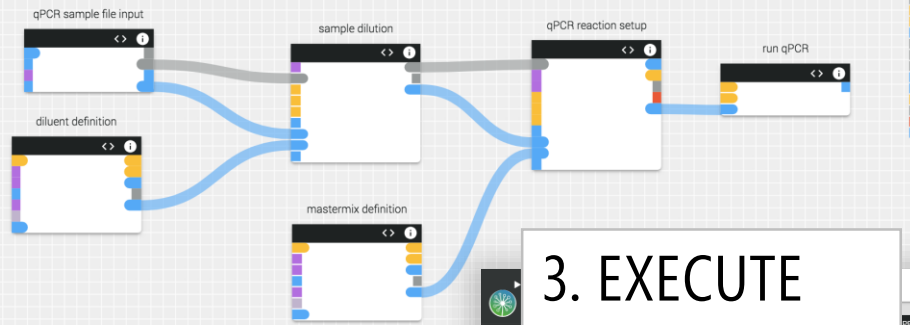 qPCR sample file input
sample dilution
qPCR reaction setup
run qPCR
diluent definition
mastermix definition
3. EXECUTE